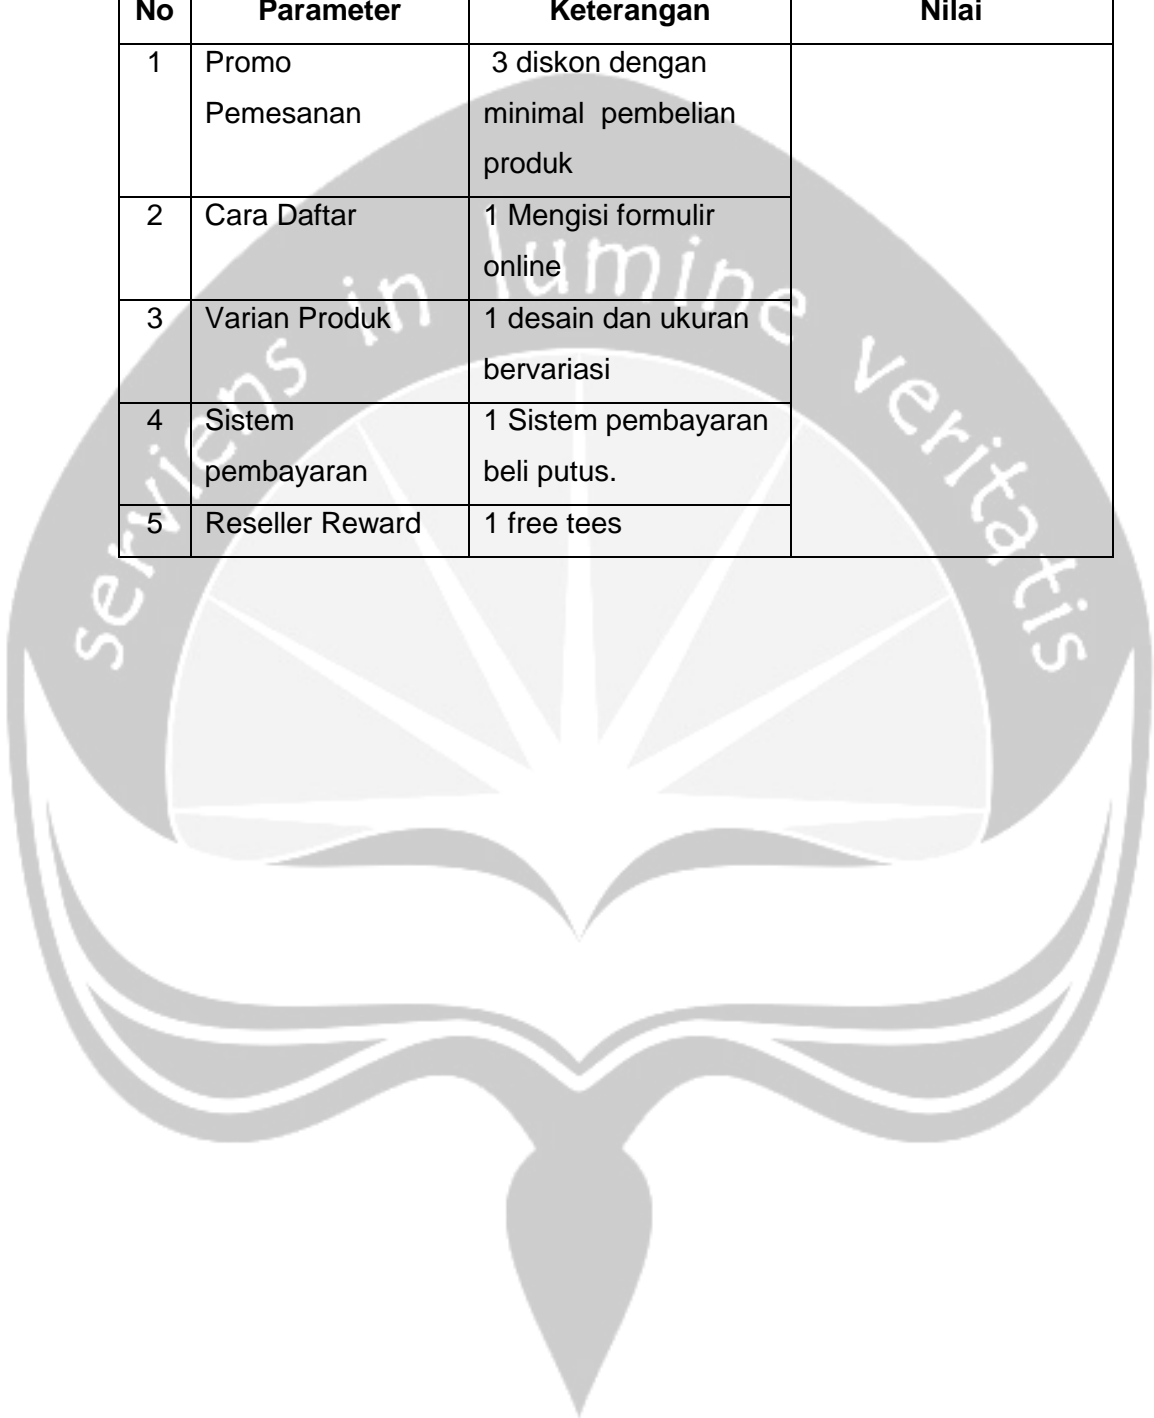 No Parameter Keterangan Nilai
1 Promo 3 diskon dengan
Pemesanan minimal pembelian
produk
2 Cara Daftar 1 Mengisi formulir
online
3 Varian Produk 1 desain dan ukuran
bervariasi
4 Sistem 1 Sistem pembayaran
pembayaran beli putus.
5 Reseller Reward 1 free tees
serviens in lumine veritatis